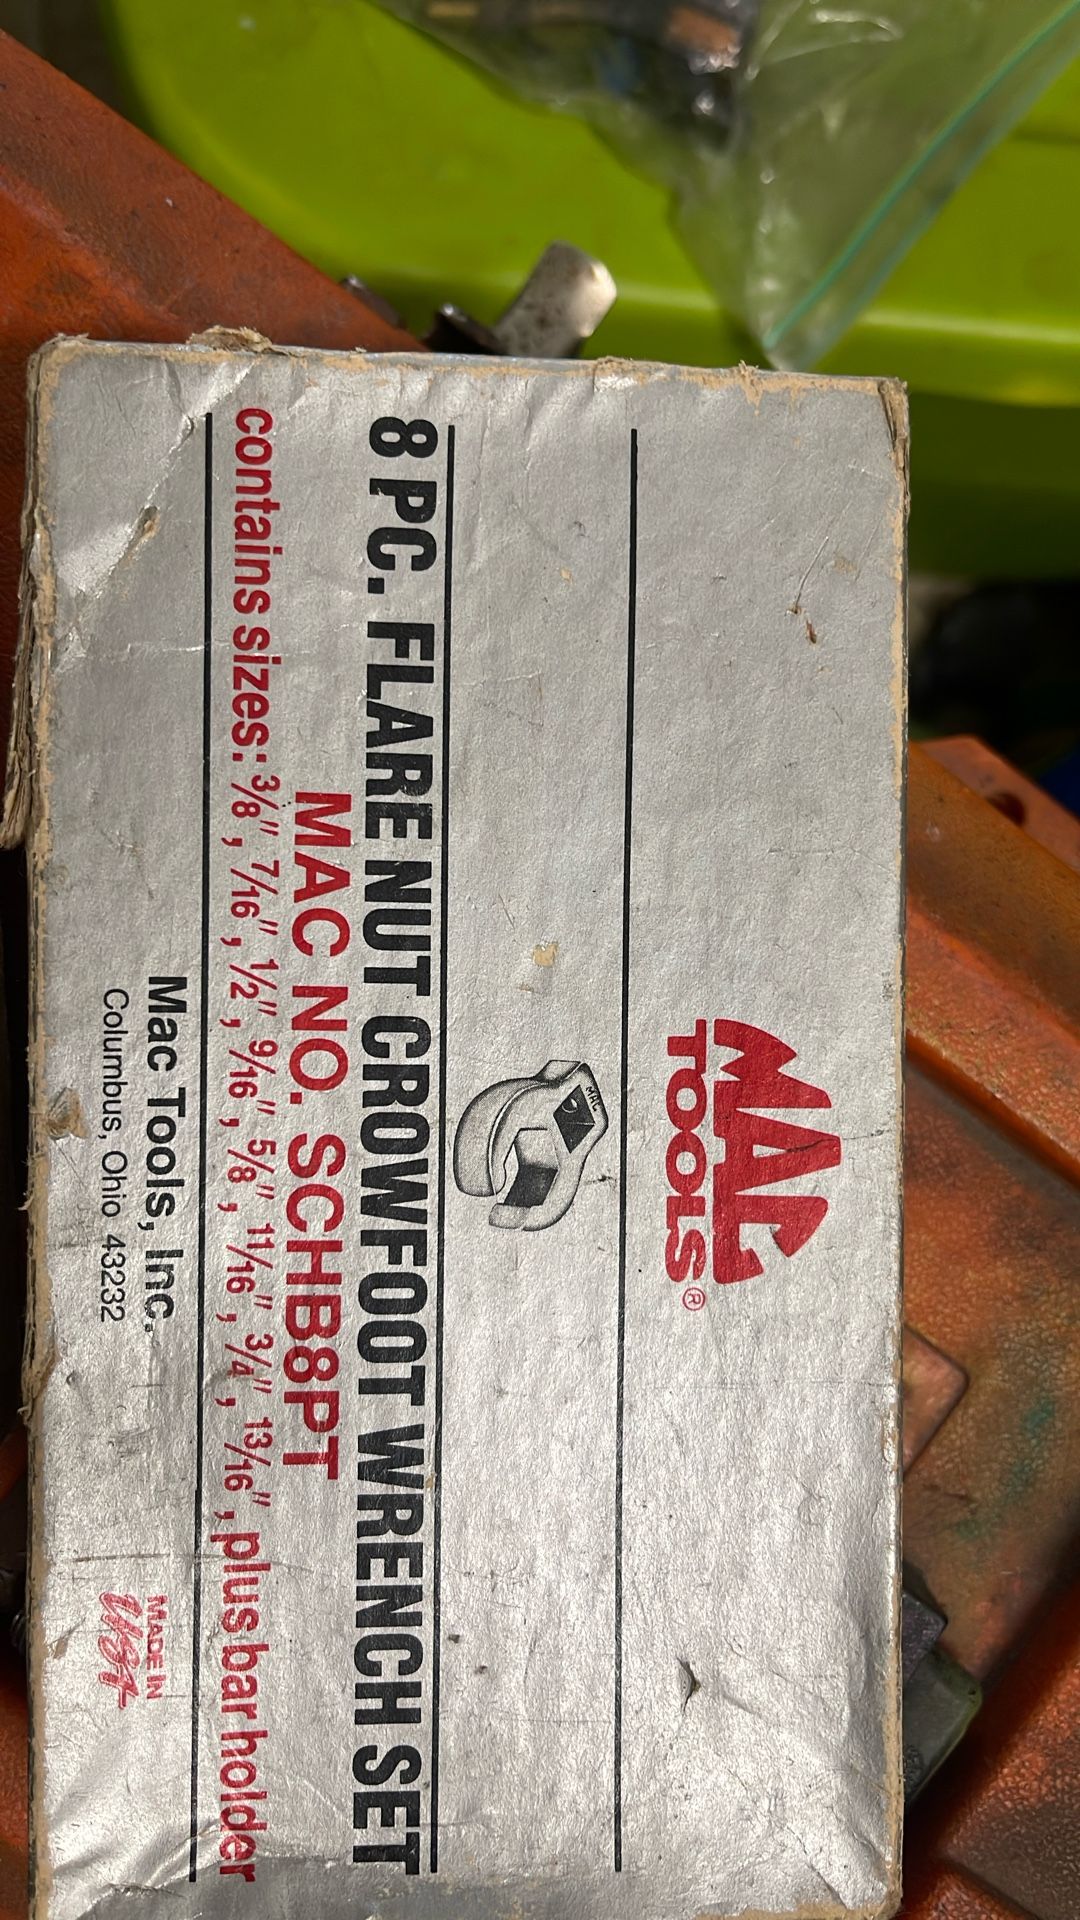 MAC
TOOLS®
MAC
8 PC. FLARE NUT CROWFOOT WRENCH SET
MAC NO. SCHB8PT
contains sizes: 3/8", 7/16", 1/2", 9/16", 5/8", 11/16", 3/4", 13/16", plus bar holder
Mac Tools, Inc.
Columbus, Ohio 43232
MADE IN
USA